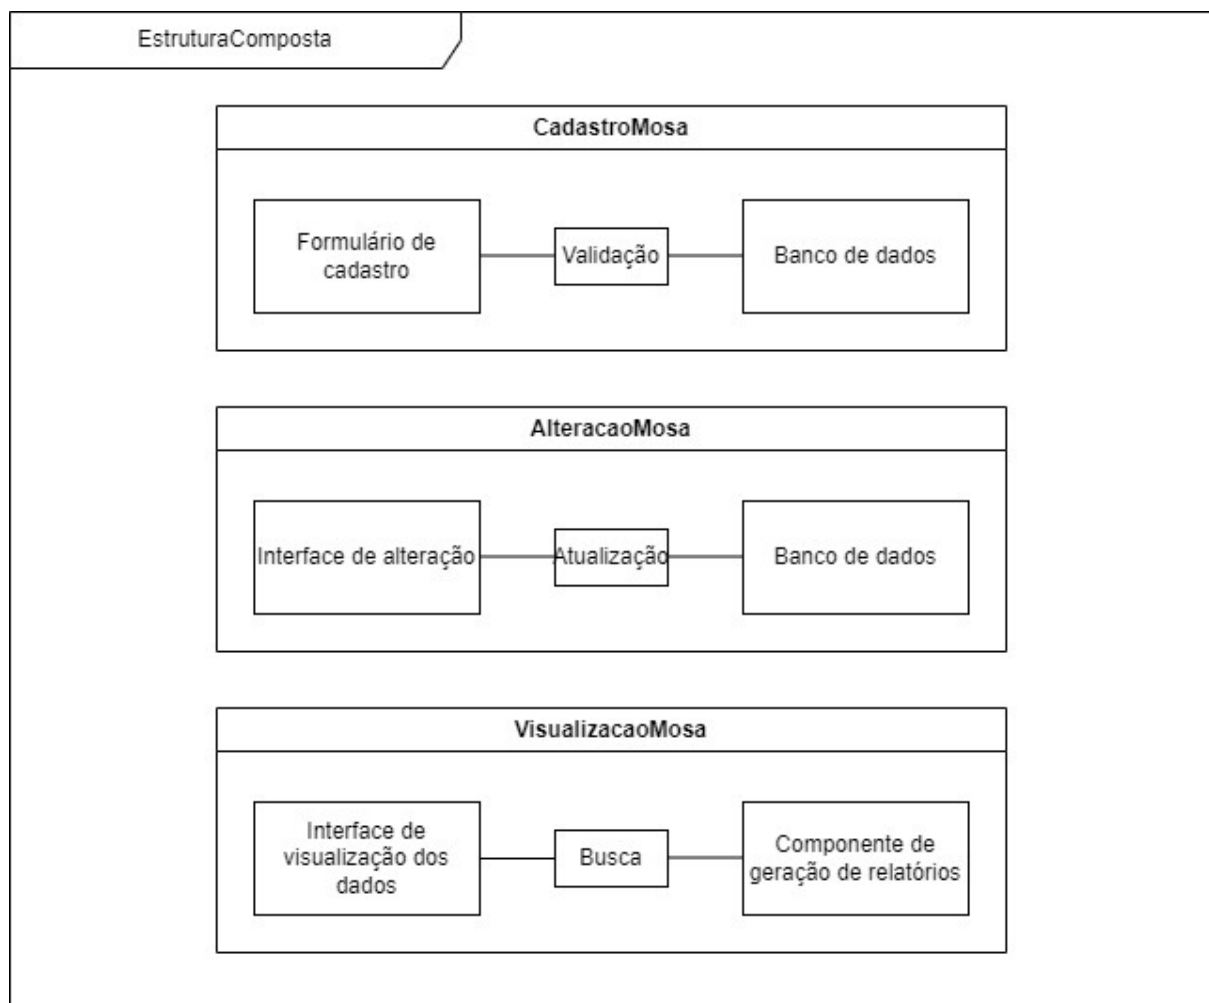 EstruturaComposta
CadastroMosa
Formulário de
cadastro
Validação
Banco de dados
AlteracaoMosa
Interface de alteração
Atualização
Banco de dados
VisualizacaoMosa
Interface de
visualização dos
dados
Busca
Componente de
geração de relatórios